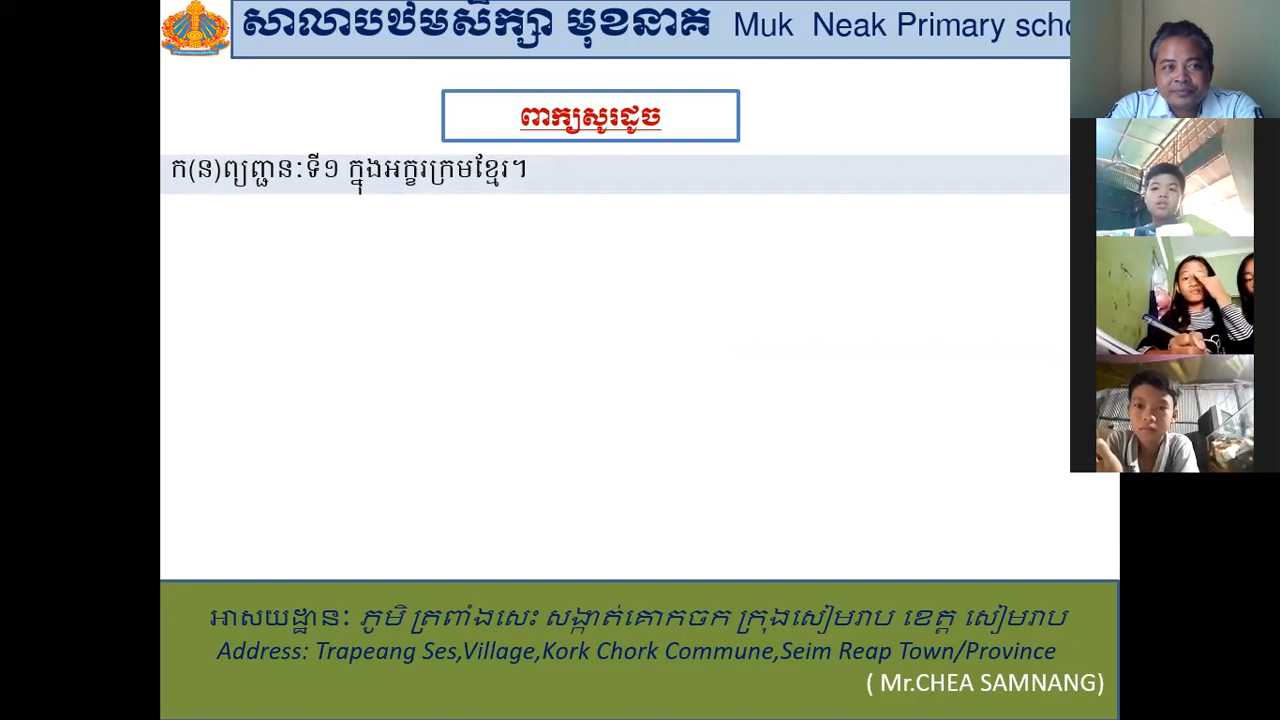 សាលាបឋមសិក្សា មុខនាគ Muk Neak Primary scho
ពាក្យសូរដូច
ក(ន)ព្យញ្ជនៈទី១ ក្នុងអក្ខរក្រមខ្មែរ។
អាសយដ្ឋានៈ ភូមិ ត្រពាំងសេះ សង្កាត់គោកចក ក្រុងសៀមរាប ខេត្ត សៀមរាប
Address: Trapeang Ses,Village,Kork Chork Commune,Seim Reap Town/Province
( Mr.CHEA SAMNANG)